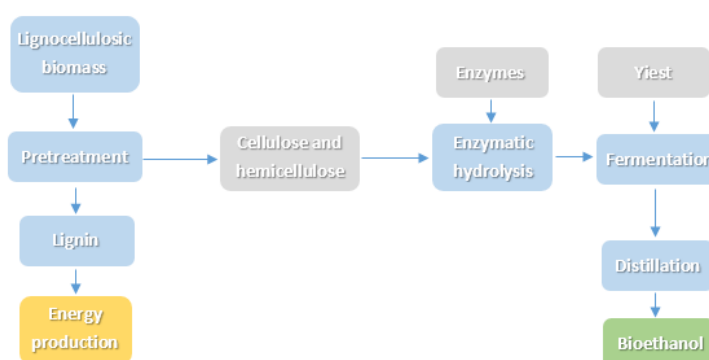 Lignocellulosic
biomass
Enzymes
Yiest
Pretreatment
Cellulose and
hemicellulose
Enzymatic
hydrolysis
Fermentation
Lignin
Distillation
Energy
production
Bioethanol